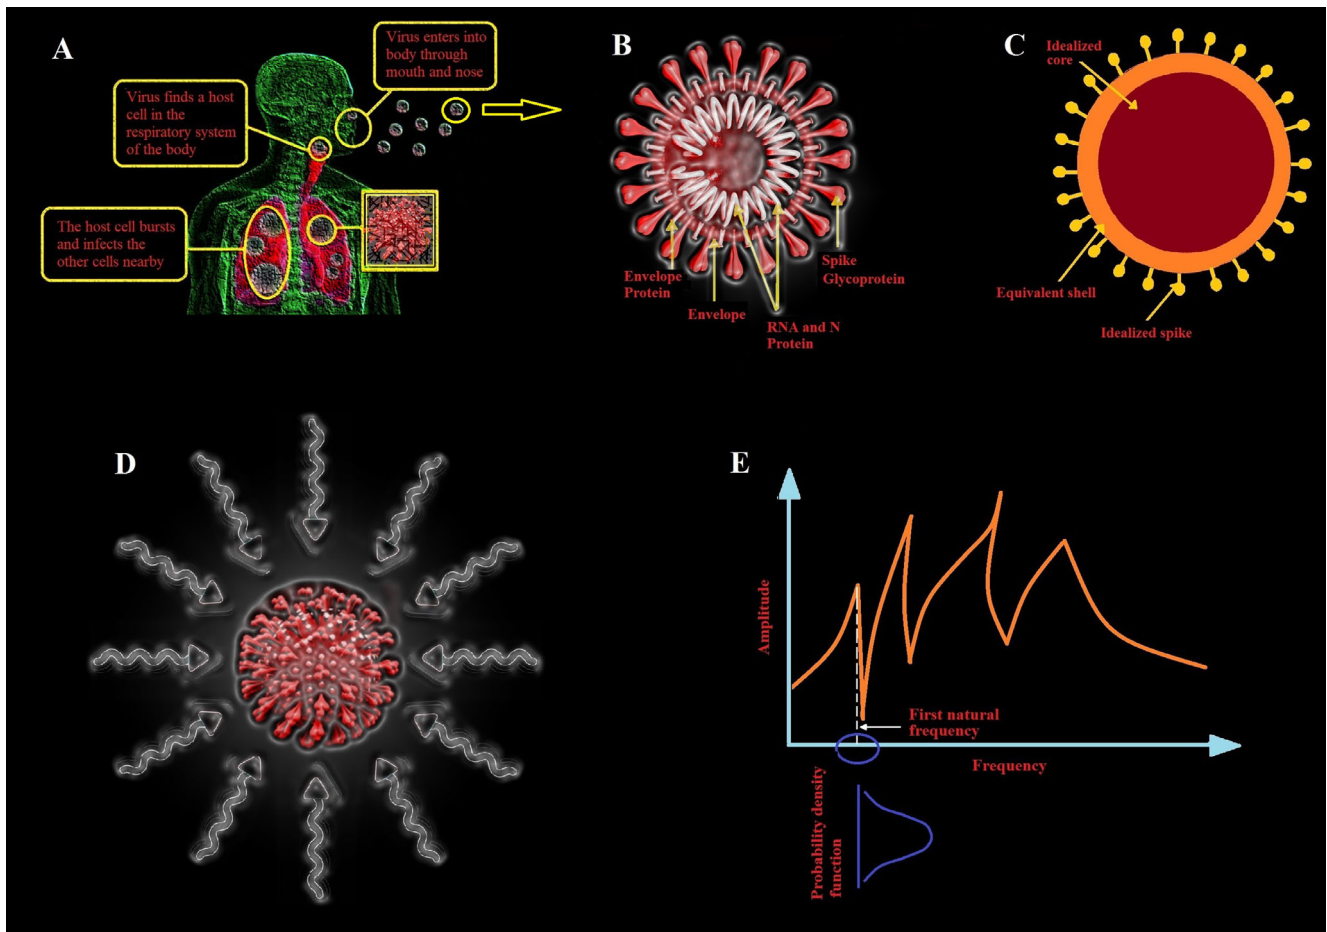 A
Virus enters into
body through
mouth and nose
Virus finds a host
cell in the
respiratory system
of the body
The host cell bursts
and infects the
other cells nearby
B
Envelope
Protein
Envelope
RNA and N
Protein
Spike
Glycoprotein
C
Idealized
core
Equivalent shell
Idealized spike
D
E
Amplitude
First natural
frequency
Frequency
Probability density
function